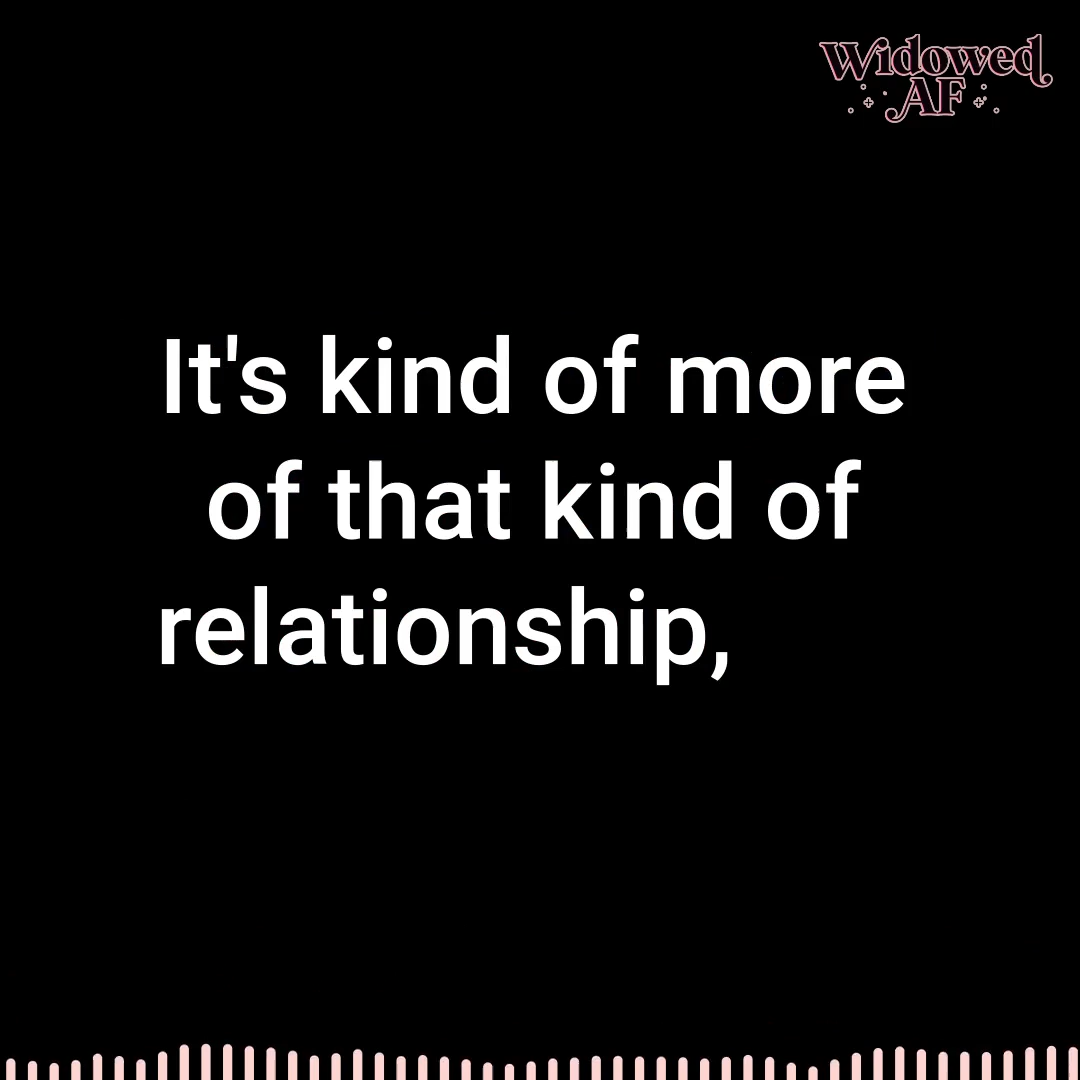 Widowed
AF
It's kind of more
of that kind of
relationship,